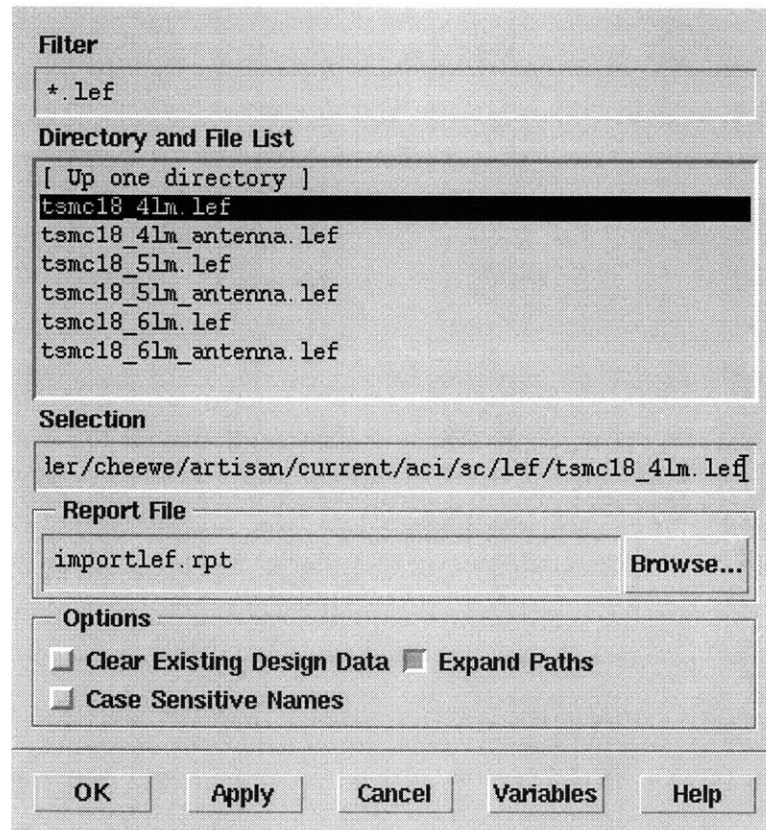 Filter
*.lef
Directory and File List
[ Up one directory ]
tsmc18_4lm.lef
tsmc18_4lm_antenna.lef
tsmc18_5lm.lef
tsmc18_5lm_antenna.lef
tsmc18_6lm.lef
tsmc18_6lm_antenna.lef
Selection
ler/cheewe/artisan/current/aci/sc/lef/tsmc18_4lm.lef
Report File
importlef.rpt
Browse...
Options
Clear Existing Design Data Expand Paths
Case Sensitive Names
OK Apply Cancel Variables Help